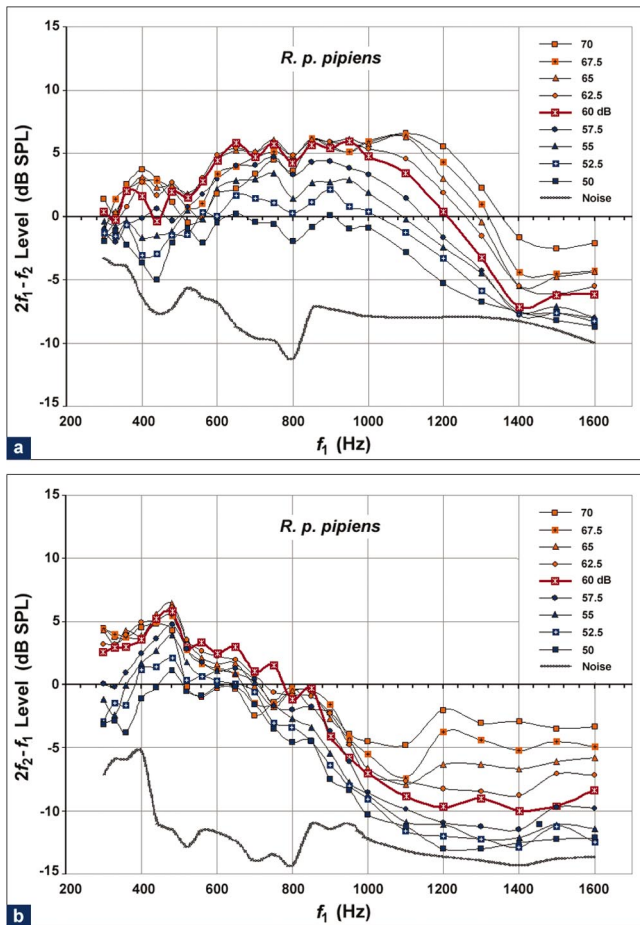 15
10
5
0
-5
-10
-15
2f₁-f₂ Level (dB SPL)
R. p. pipiens
70
67.5
65
62.5
60 dB
57.5
55
52.5
50
Noise
200 400 600 800 1000 1200 1400 1600
f₁ (Hz)
a
15
10
5
0
-5
-10
-15
2f₂-f₁ Level (dB SPL)
R. p. pipiens
70
67.5
65
62.5
60 dB
57.5
55
52.5
50
Noise
200 400 600 800 1000 1200 1400 1600
f₁ (Hz)
b